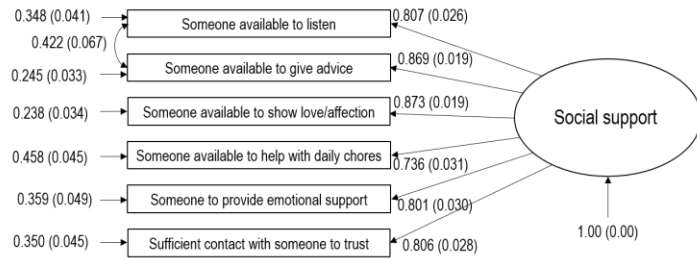 0.348 (0.041) Someone available to listen 0.807 (0.026)
0.422 (0.067)
0.245 (0.033) Someone available to give advice 0.869 (0.019)
0.238 (0.034) Someone available to show love/affection 0.873 (0.019)
Social support
0.458 (0.045) Someone available to help with daily chores 0.736 (0.031)
0.359 (0.049) Someone to provide emotional support 0.801 (0.030)
1.00 (0.00)
0.350 (0.045) Sufficient contact with someone to trust 0.806 (0.028)